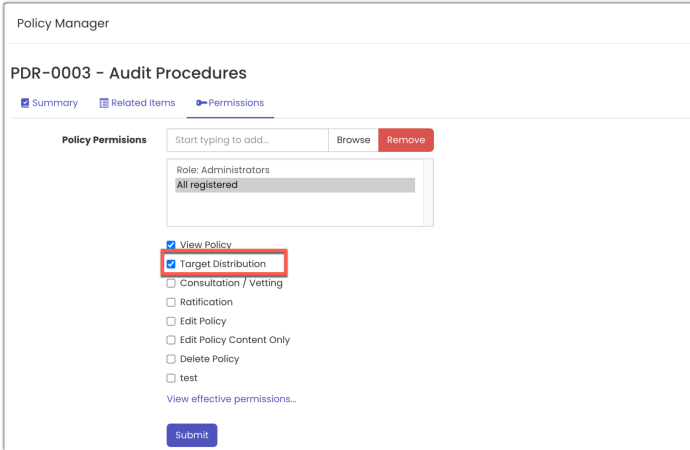 Policy Manager
PDR-0003 - Audit Procedures
Summary Related Items Permissions
Policy Permisions Start typing to add... Browse Remove
Role: Administrators
All registered
View Policy
Target Distribution
Consultation / Vetting
Ratification
Edit Policy
Edit Policy Content Only
Delete Policy
test
View effective permissions...
Submit